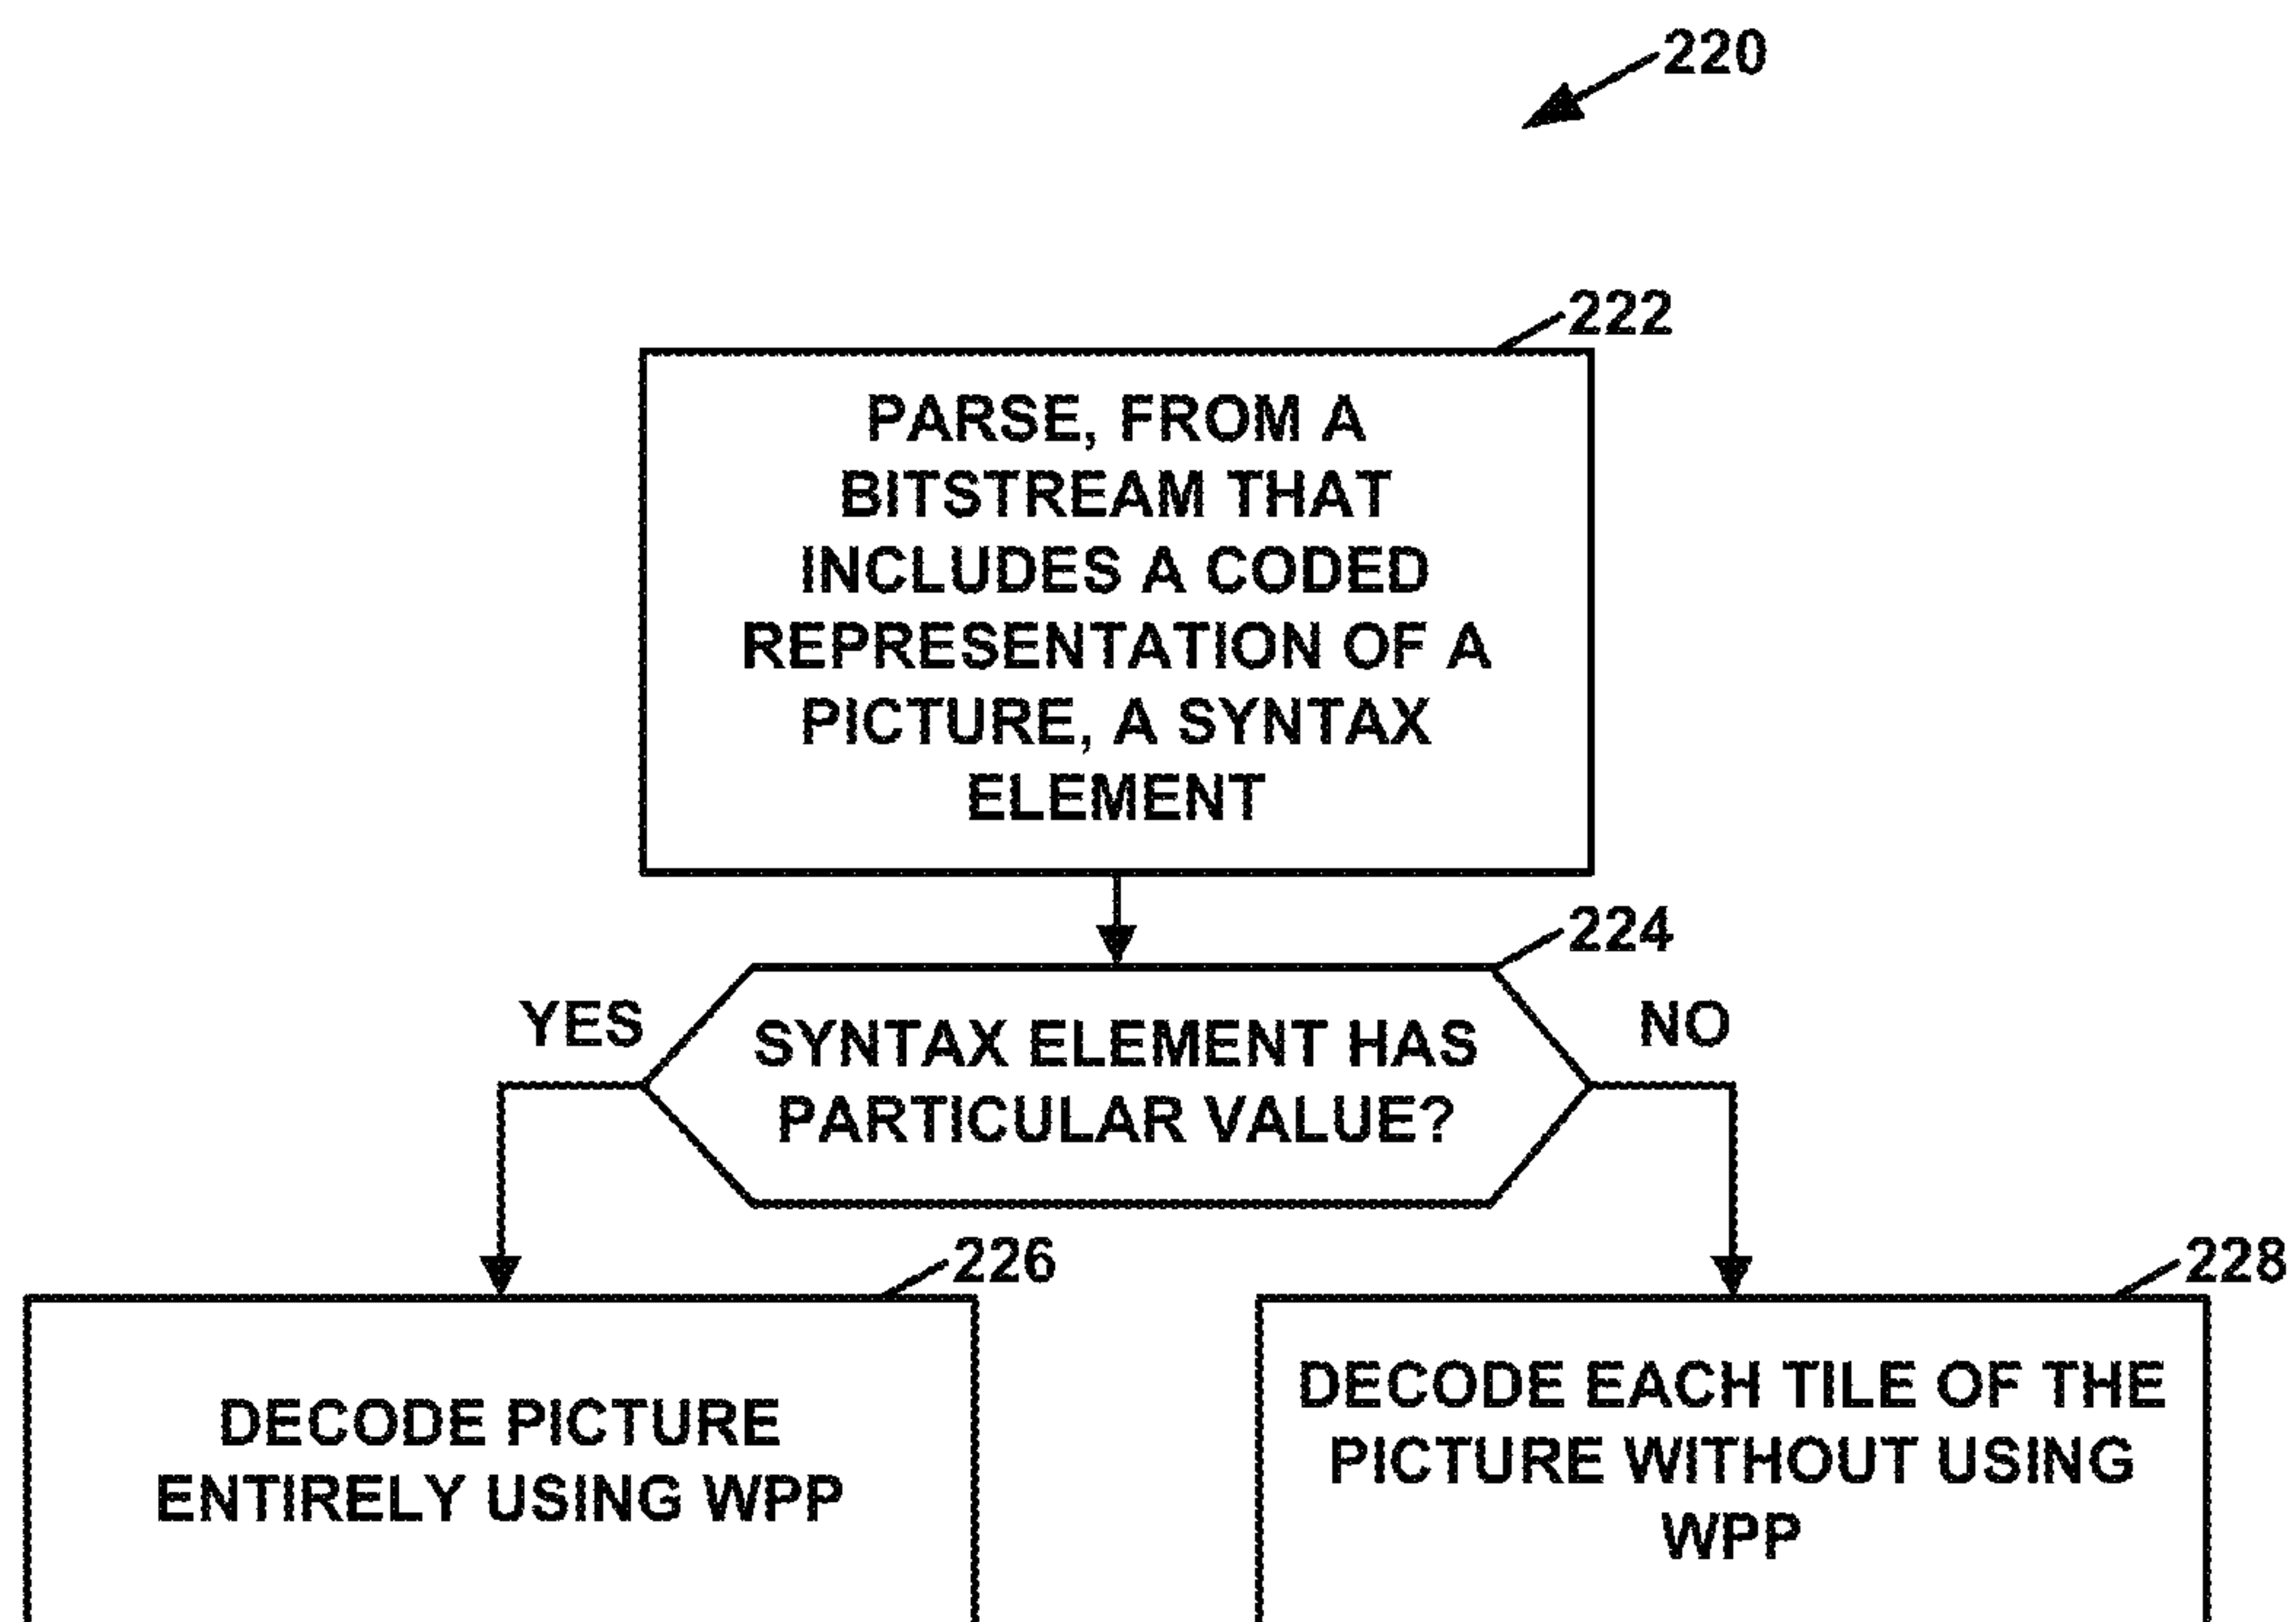 220
222
PARSE, FROM A
BITSTREAM THAT
INCLUDES A CODED
REPRESENTATION OF A
PICTURE, A SYNTAX
ELEMENT
224
YES
NO
SYNTAX ELEMENT HAS
PARTICULAR VALUE?
226
228
DECODE PICTURE
ENTIRELY USING WPP
DECODE EACH TILE OF THE
PICTURE WITHOUT USING
WPP